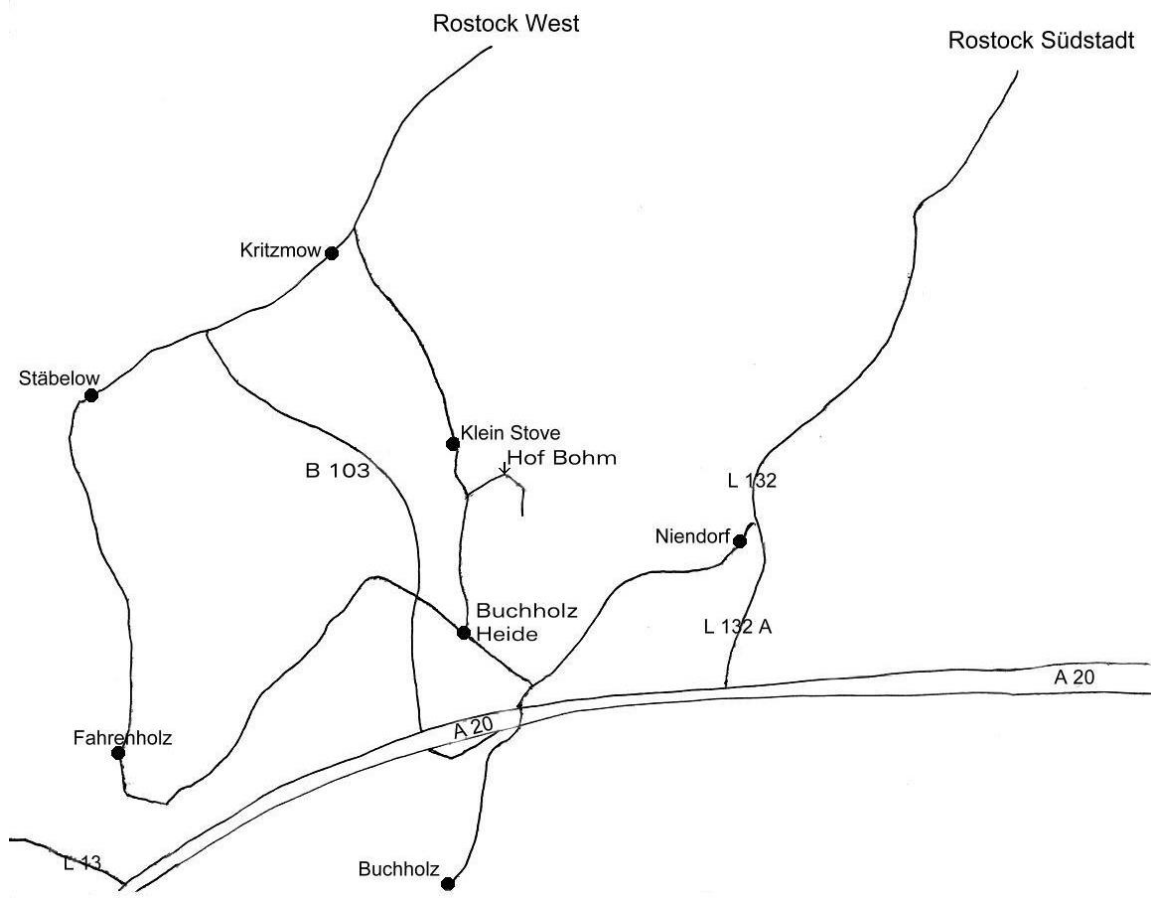 Rostock West
Rostock Südstadt
Kritzmow
Stäbelow
Klein Stove
Hof Bohm
B 103
L 132
Niendorf
Buchholz
Heide
L 132 A
A 20
A 20
Fahrenholz
L 13
Buchholz